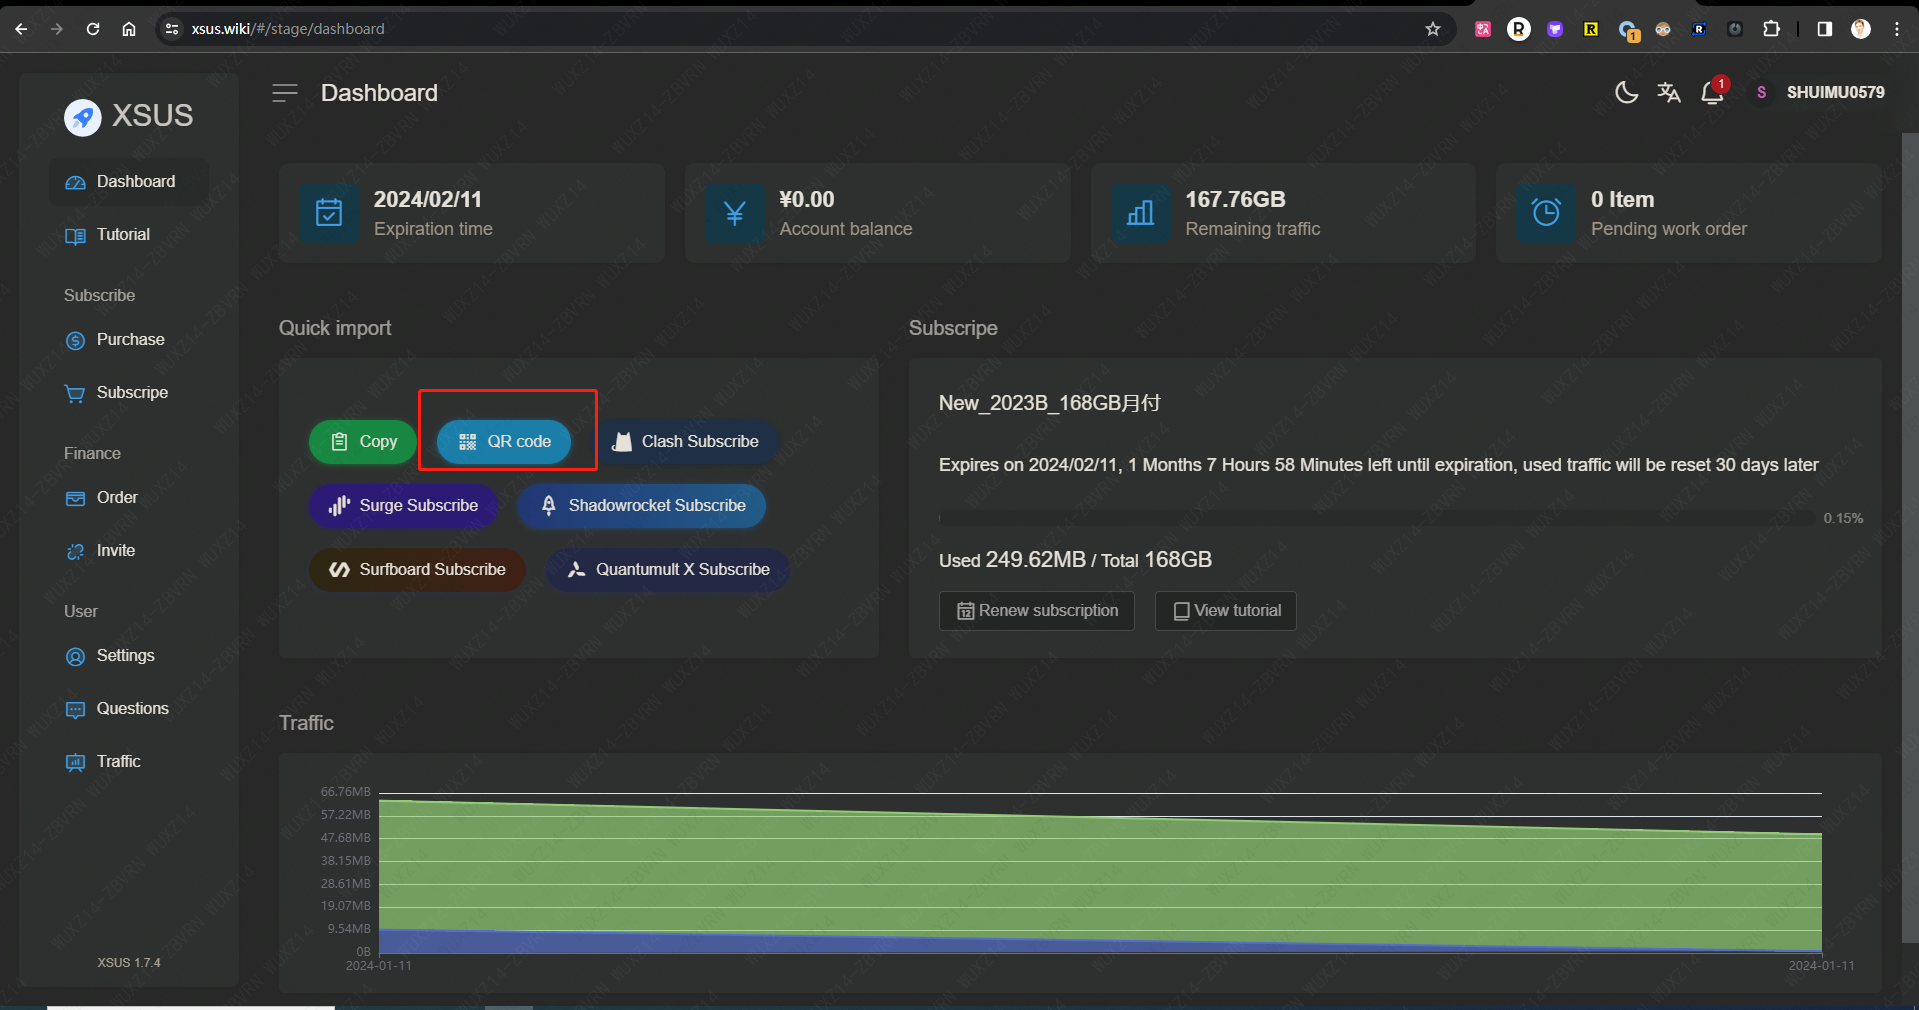 xsus.wiki/#/stage/dashboard
1
XSUS
Dashboard
Tutorial
Subscribe
Purchase
Subscripe
Finance
Order
Invite
User
Settings
Questions
Traffic
XSUS 1.7.4
Dashboard
1
S
SHUIMU0579
2024/02/11
Expiration time
¥0.00
Account balance
167.76GB
Remaining traffic
0 Item
Pending work order
Quick import
Copy
QR code
Clash Subscribe
Surge Subscribe
Shadowrocket Subscribe
Surfboard Subscribe
Quantumult X Subscribe
Subscripe
New_2023B_168GB月付
Expires on 2024/02/11, 1 Months 7 Hours 58 Minutes left until expiration, used traffic will be reset 30 days later
0.15%
Used 249.62MB / Total 168GB
Renew subscription
View tutorial
Traffic
66.76MB
57.22MB
47.68MB
38.15MB
28.61MB
19.07MB
9.54MB
0B
2024-01-11
2024-01-11
WUXZ14-ZBVRN